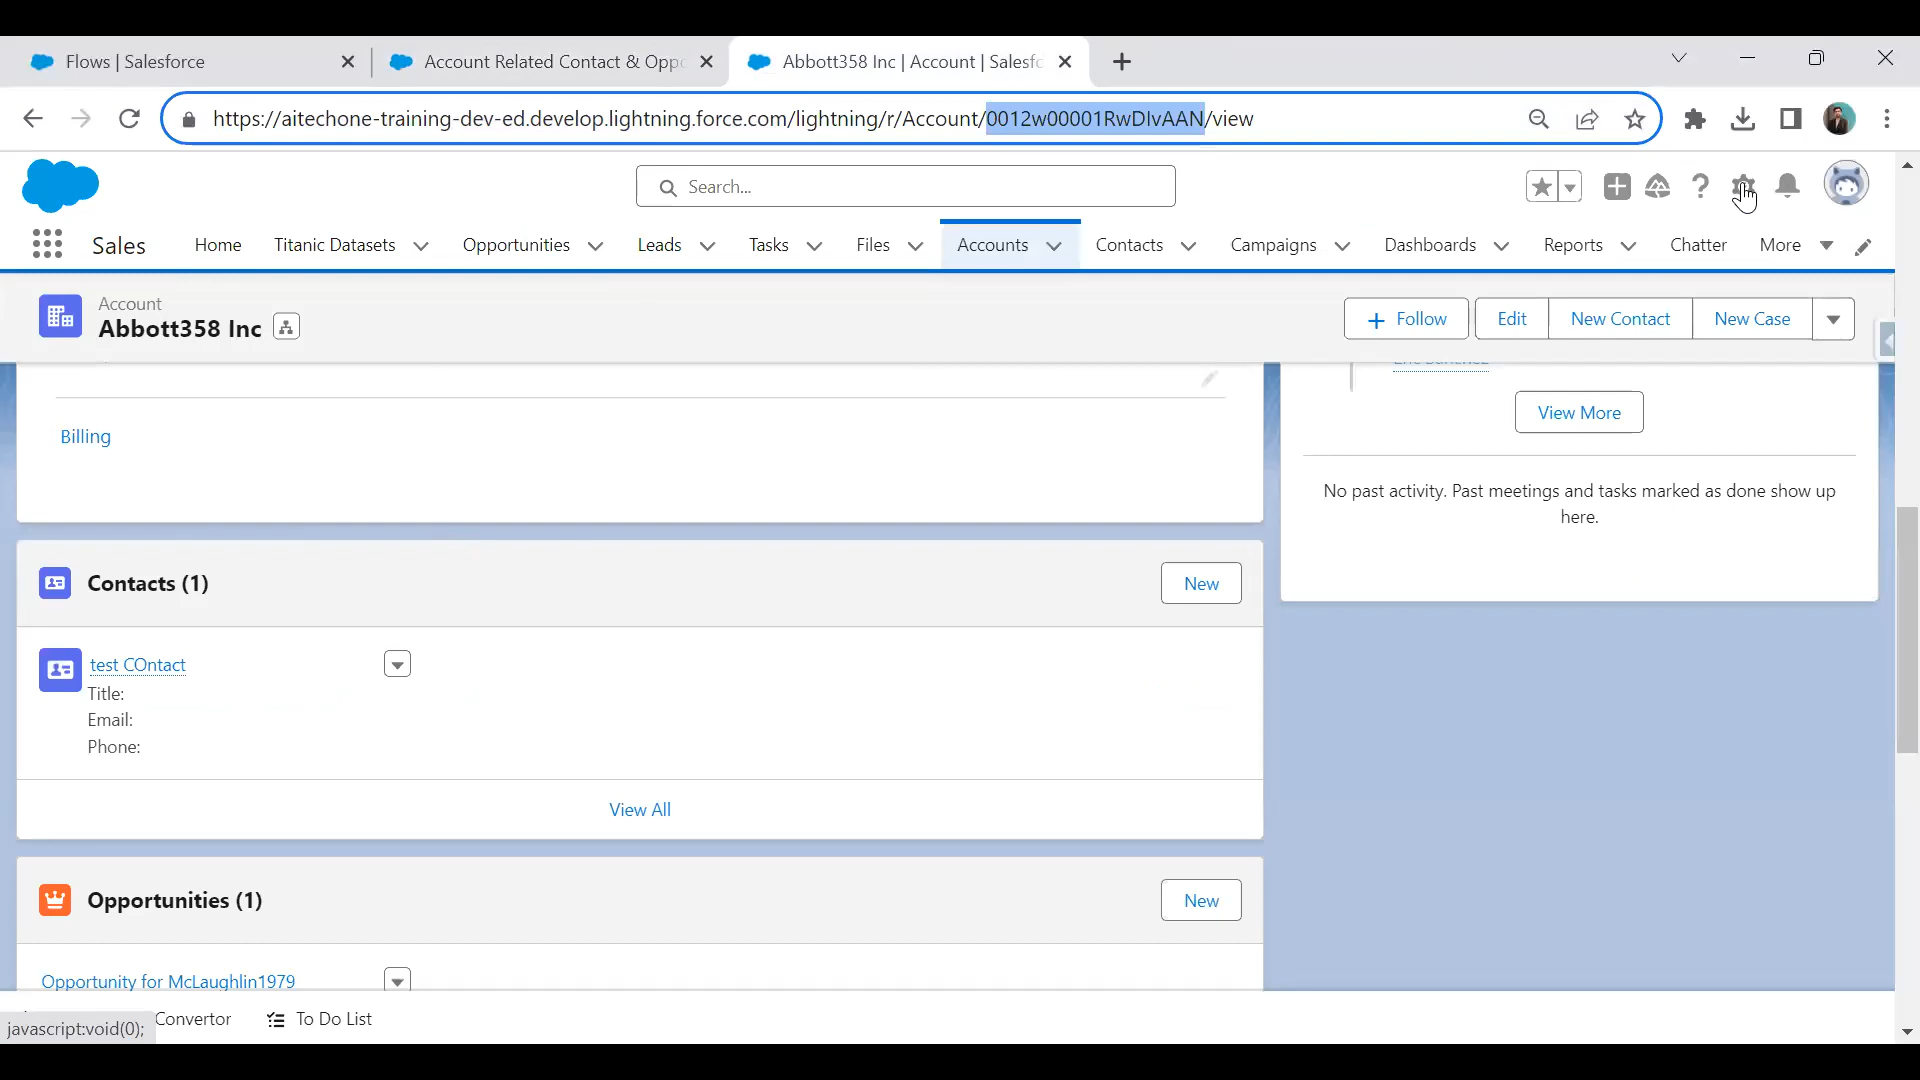 Flows | Salesforce
Account Related Contact & Oppo
Abbott358 Inc | Account | Salesfc
https://aitechone-training-dev-ed.develop.lightning.force.com/lightning/r/Account/0012w00001RwDlvAAN/view
Search...
Sales
Home
Titanic Datasets
Opportunities
Leads
Tasks
Files
Accounts
Contacts
Campaigns
Dashboards
Reports
Chatter
More
Account
Abbott358 Inc
Follow
Edit
New Contact
New Case
Billing
View More
No past activity. Past meetings and tasks marked as done show up
here.
Contacts (1)
New
test COntact
Title:
Email:
Phone:
View All
Opportunities (1)
New
Opportunity for McLaughlin1979
Convertor
To Do List
javascript:void(0);